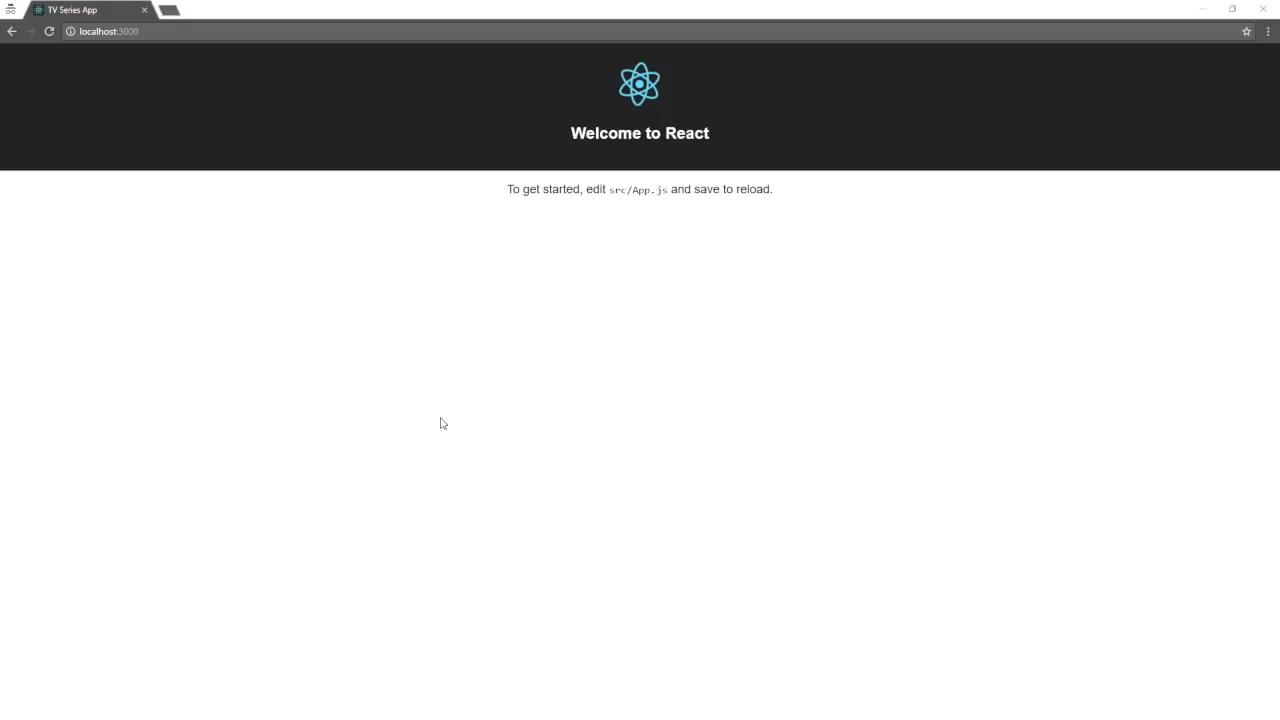 TV Series App
localhost:3000
Welcome to React
To get started, edit src/App.js and save to reload.